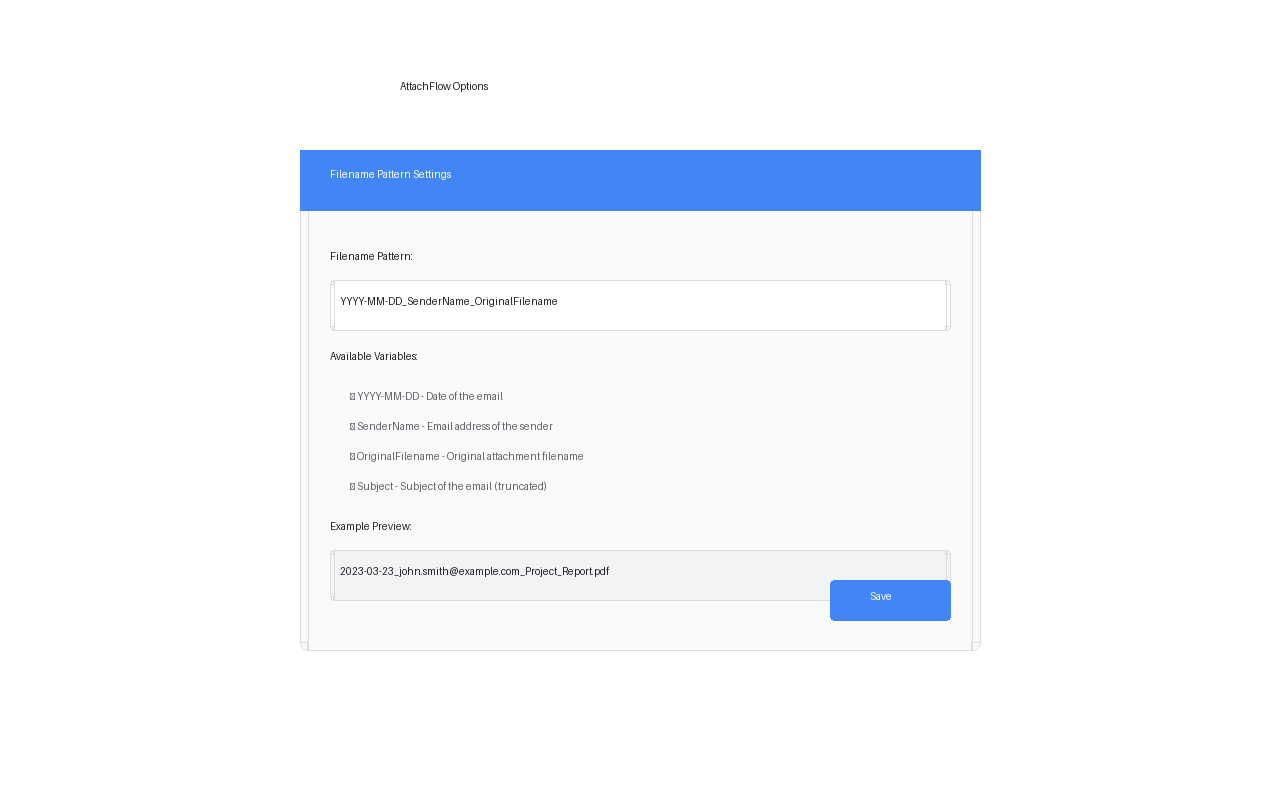 AttachFlow Options
Filename Pattern Settings
Filename Pattern:
YYYY-MM-DD_SenderName_OriginalFilename
Available Variables:
YYYY-MM-DD - Date of the email
SenderName - Email address of the sender
OriginalFilename - Original attachment filename
Subject - Subject of the email (truncated)
Example Preview:
2023-03-23_john.smith@example.com_Project_Report.pdf
Save